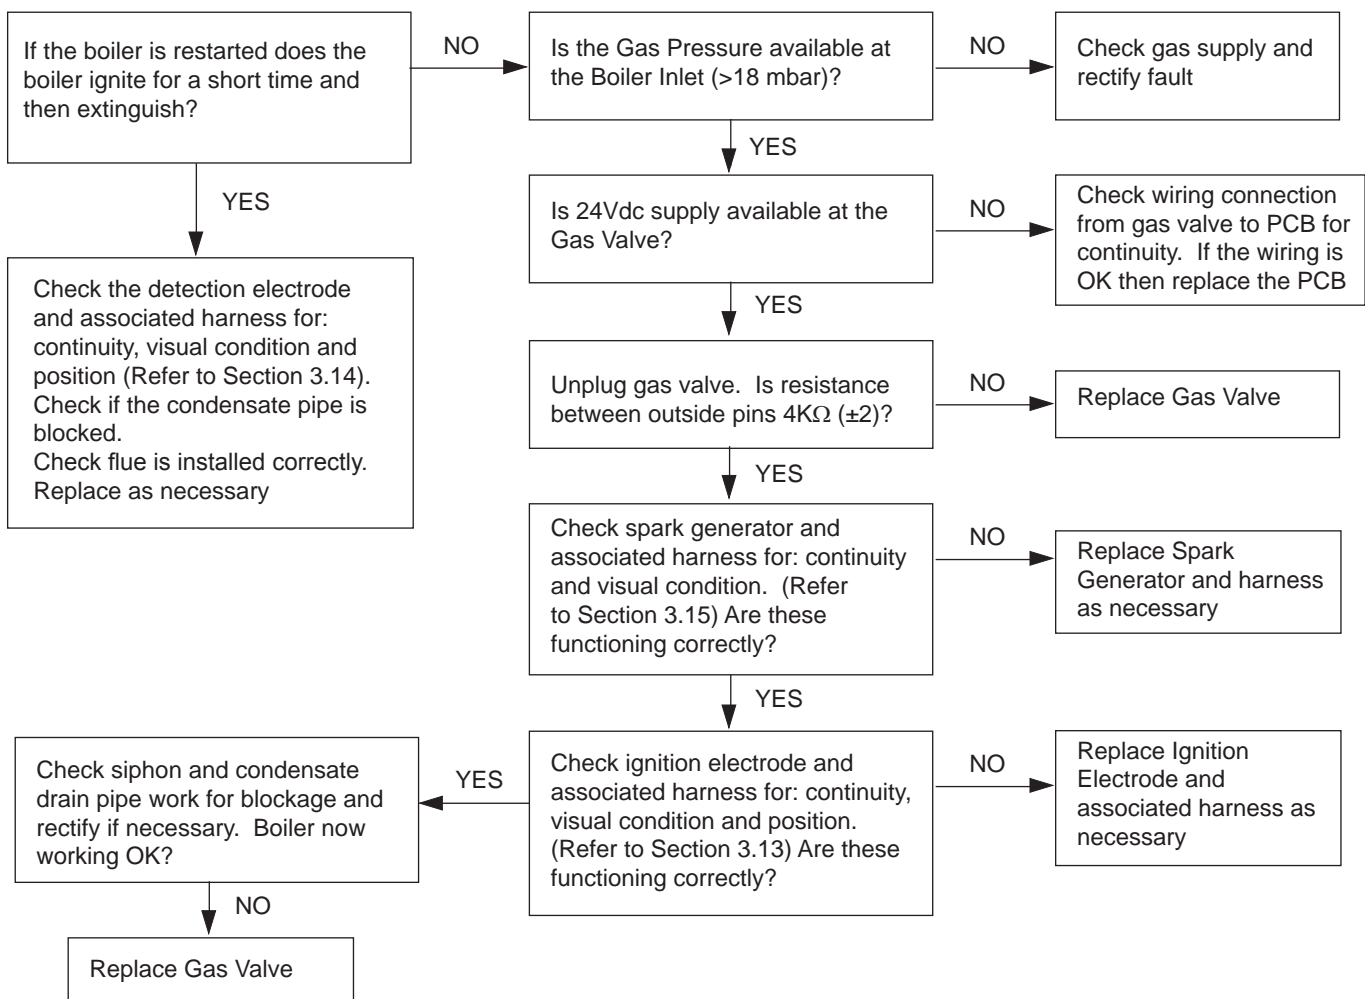 If the boiler is restarted does the
boiler ignite for a short time and
then extinguish?
NO
Is the Gas Pressure available at
the Boiler Inlet (>18 mbar)?
NO
Check gas supply and
rectify fault
YES
YES
Is 24Vdc supply available at the
Gas Valve?
NO
Check wiring connection
from gas valve to PCB for
continuity. If the wiring is
OK then replace the PCB
Check the detection electrode
and associated harness for:
continuity, visual condition and
position (Refer to Section 3.14).
Check if the condensate pipe is
blocked.
Check flue is installed correctly.
Replace as necessary
YES
Unplug gas valve. Is resistance
between outside pins 4KΩ (±2)?
NO
Replace Gas Valve
YES
Check spark generator and
associated harness for: continuity
and visual condition. (Refer
to Section 3.15) Are these
functioning correctly?
NO
Replace Spark
Generator and harness
as necessary
YES
Check ignition electrode and
associated harness for: continuity,
visual condition and position.
(Refer to Section 3.13) Are these
functioning correctly?
NO
Replace Ignition
Electrode and
associated harness as
necessary
YES
Check siphon and condensate
drain pipe work for blockage and
rectify if necessary. Boiler now
working OK?
NO
Replace Gas Valve